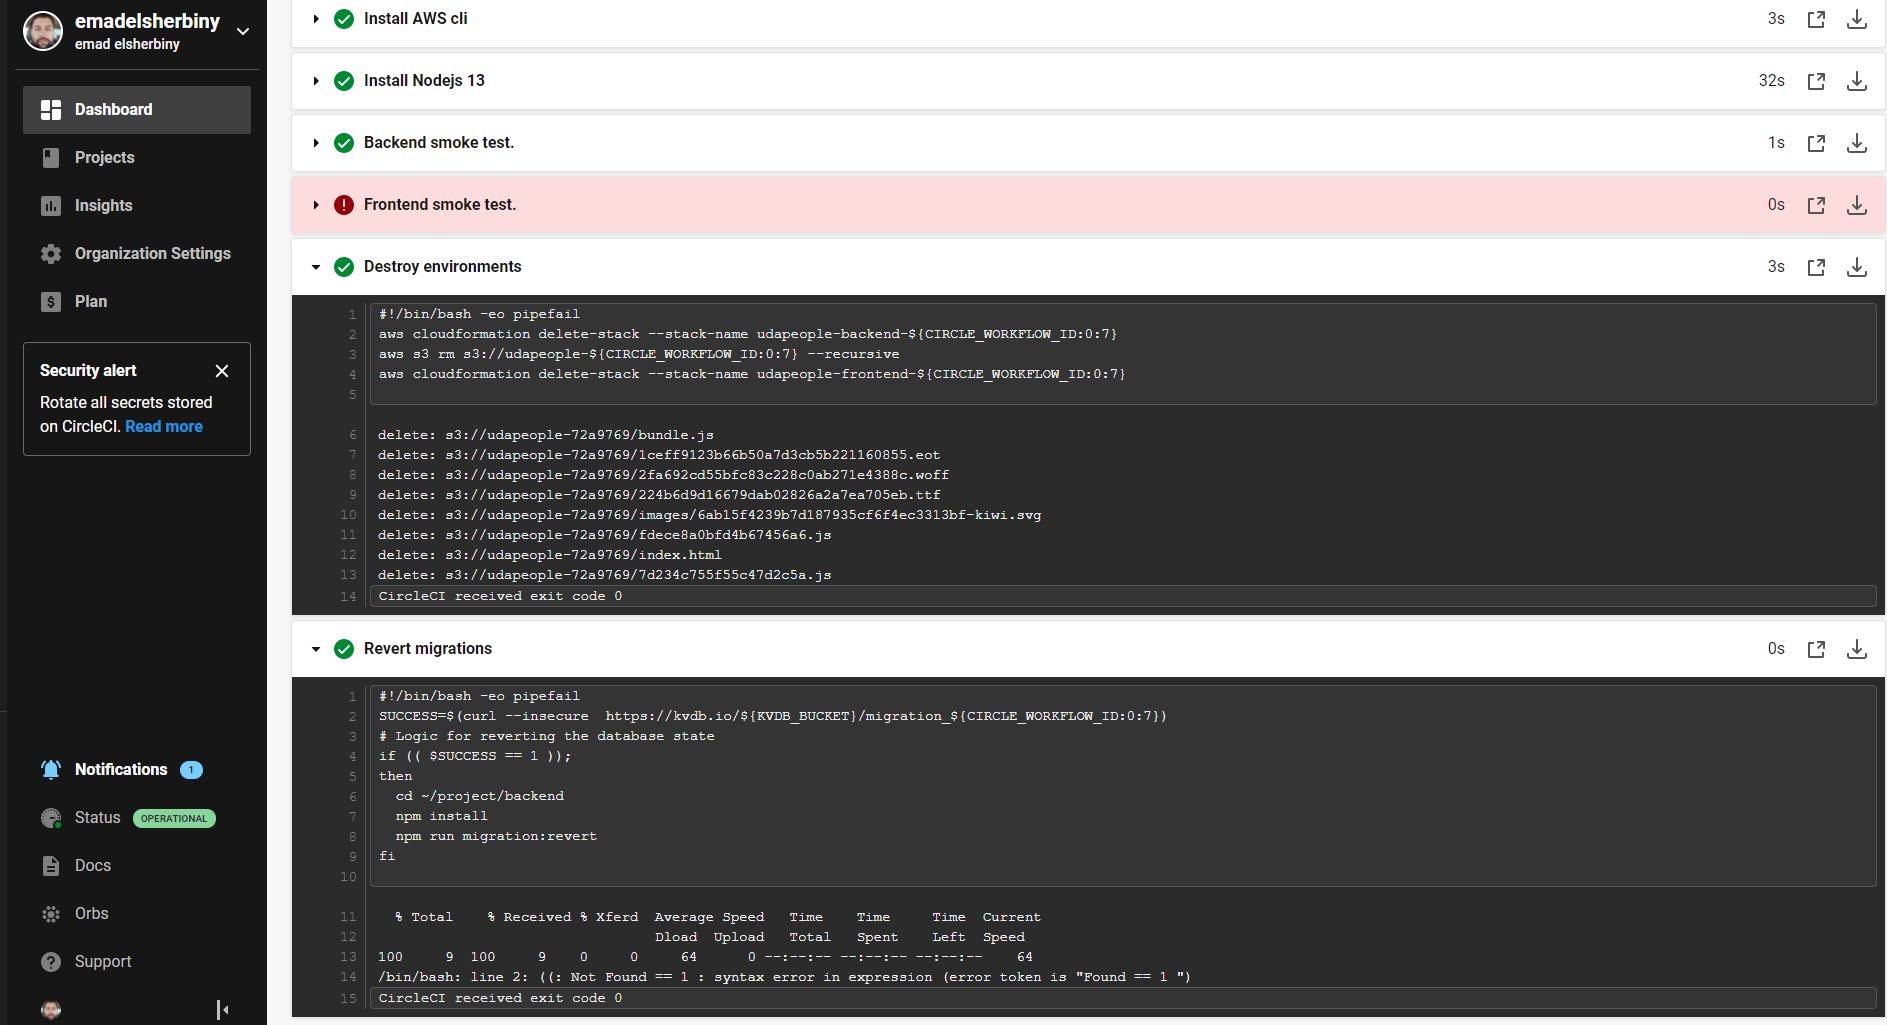 emadelsherbiny
emad elsherbiny
Dashboard
Projects
Insights
Organization Settings
Plan
Security alert
Rotate all secrets stored
on CircleCI. Read more
Notifications 1
Status OPERATIONAL
Docs
Orbs
Support
Install AWS cli 3s
Install Nodejs 13 32s
Backend smoke test. 1s
Frontend smoke test. 0s
Destroy environments 3s
1 #!/bin/bash -eo pipefail
2 aws cloudformation delete-stack --stack-name udapeople-backend-${CIRCLE_WORKFLOW_ID:0:7}
3 aws s3 rm s3://udapeople-${CIRCLE_WORKFLOW_ID:0:7} --recursive
4 aws cloudformation delete-stack --stack-name udapeople-frontend-${CIRCLE_WORKFLOW_ID:0:7}
5
6 delete: s3://udapeople-72a9769/bundle.js
7 delete: s3://udapeople-72a9769/1ceff9123b66b50a7d3cb5b221160855.eot
8 delete: s3://udapeople-72a9769/2fa692cd55bfc83c228c0ab271e4388c.woff
9 delete: s3://udapeople-72a9769/224b6d9d16679dab02826a2a7ea705eb.ttf
10 delete: s3://udapeople-72a9769/images/6ab15f4239b7d187935cf6f4ec3313bf-kiwi.svg
11 delete: s3://udapeople-72a9769/fdece8a0bfd4b67456a6.js
12 delete: s3://udapeople-72a9769/index.html
13 delete: s3://udapeople-72a9769/7d234c755f55c47d2c5a.js
14 CircleCI received exit code 0
Revert migrations 0s
1 #!/bin/bash -eo pipefail
2 SUCCESS=$(curl --insecure  https://kvdb.io/${KVDB_BUCKET}/migration_${CIRCLE_WORKFLOW_ID:0:7})
3 # Logic for reverting the database state
4 if (( $SUCCESS == 1 ));
5 then
6   cd ~/project/backend
7   npm install
8   npm run migration:revert
9 fi
10
11   % Total    % Received % Xferd  Average Speed   Time    Time     Time  Current
12                                  Dload  Upload   Total   Spent    Left  Speed
13 100     9  100     9    0     0     64      0 --:--:-- --:--:-- --:--:--    64
14 /bin/bash: line 2: ((: Not Found == 1 : syntax error in expression (error token is "Found == 1 ")
15 CircleCI received exit code 0